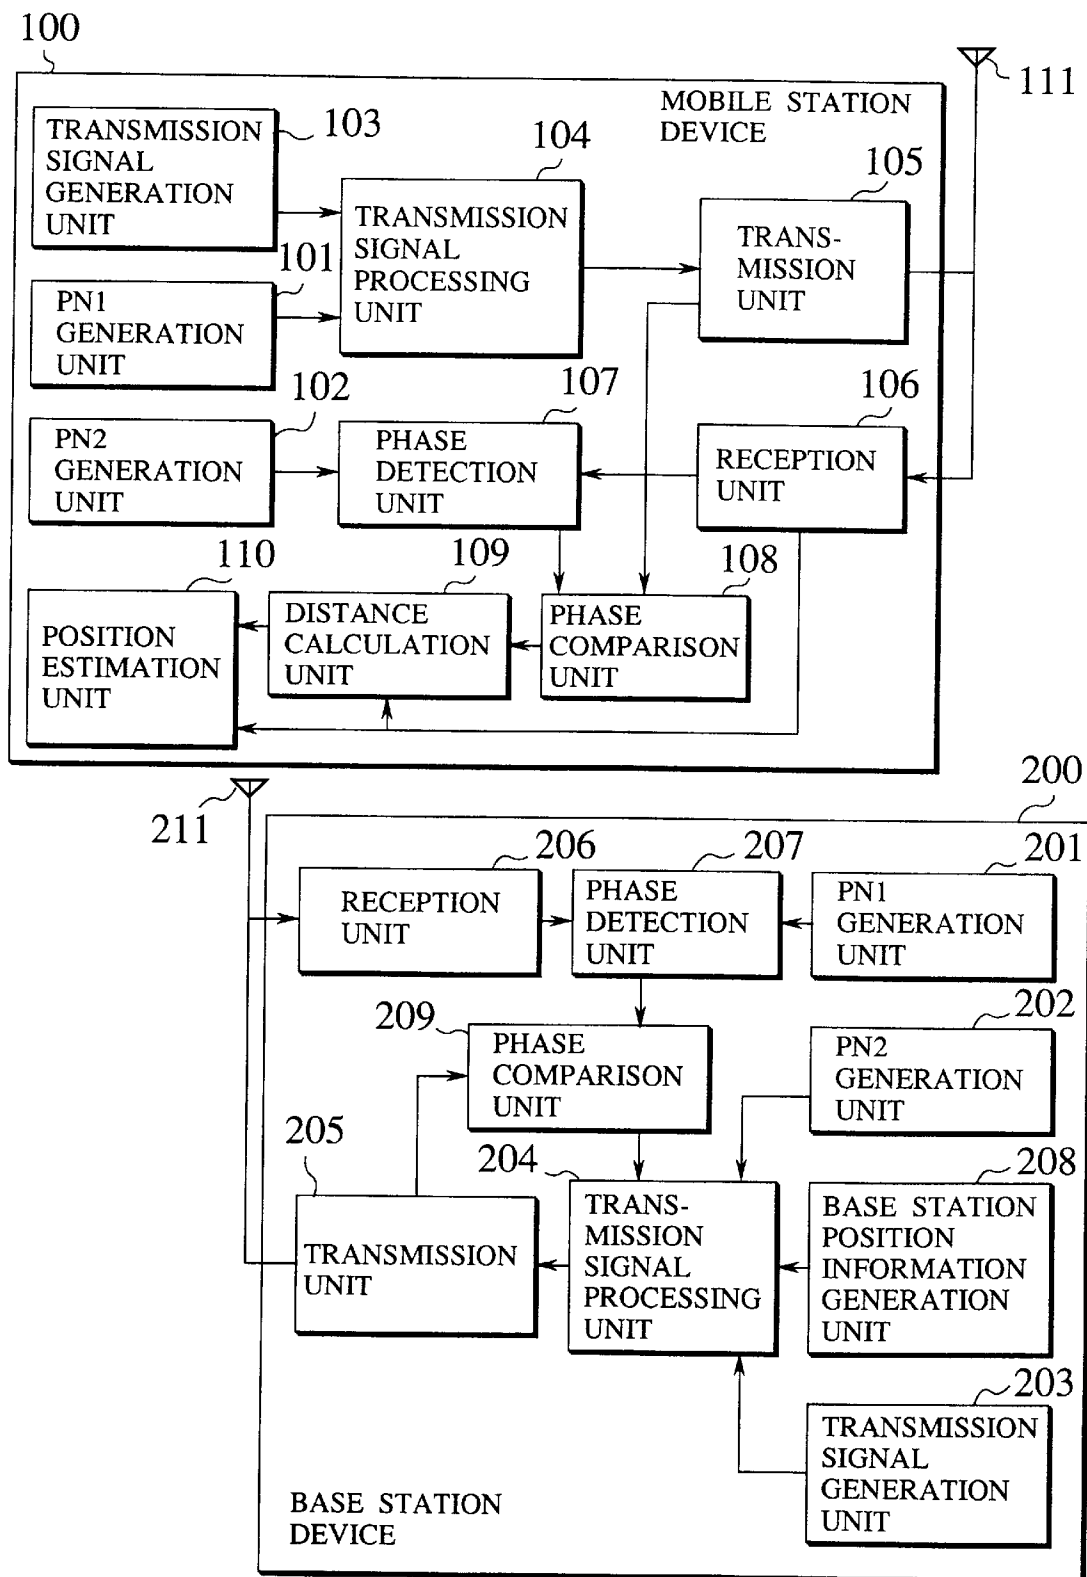 100
111
MOBILE STATION
DEVICE
103
TRANSMISSION
SIGNAL
GENERATION
UNIT
104
TRANSMISSION
SIGNAL
PROCESSING
UNIT
105
TRANS-
MISSION
UNIT
101
PN1
GENERATION
UNIT
102
PN2
GENERATION
UNIT
107
PHASE
DETECTION
UNIT
106
RECEPTION
UNIT
110
POSITION
ESTIMATION
UNIT
109
DISTANCE
CALCULATION
UNIT
108
PHASE
COMPARISON
UNIT
200
211
206
RECEPTION
UNIT
207
PHASE
DETECTION
UNIT
201
PN1
GENERATION
UNIT
209
PHASE
COMPARISON
UNIT
202
PN2
GENERATION
UNIT
205
TRANSMISSION
UNIT
204
TRANS-
MISSION
SIGNAL
PROCESSING
UNIT
208
BASE STATION
POSITION
INFORMATION
GENERATION
UNIT
203
TRANSMISSION
SIGNAL
GENERATION
UNIT
BASE STATION
DEVICE